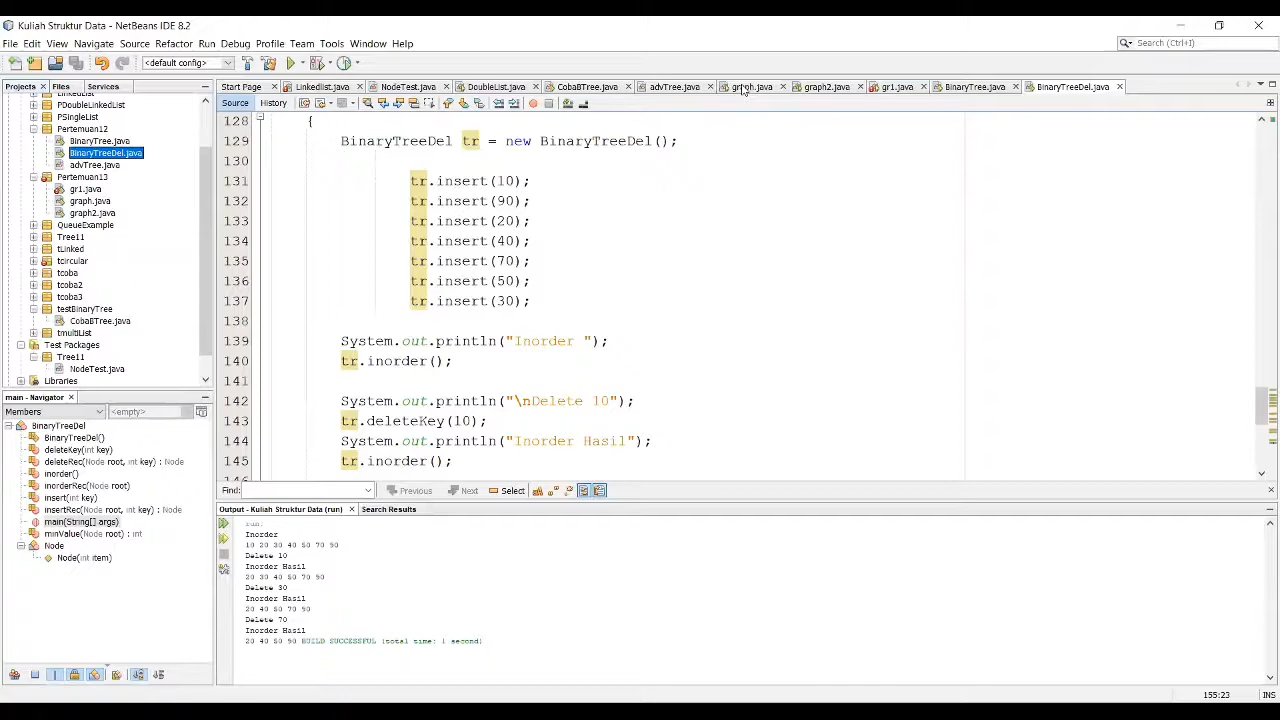 Kuliah Struktur Data - NetBeans IDE 8.2
File Edit View Navigate Source Refactor Run Debug Profile Team Tools Window Help
Search (Ctrl+I)
<default config>
Projects Files Services
Start Page Linkedlist.java NodeTest.java DoubleList.java CobaBTree.java advTree.java graph.java graph2.java gr1.java BinaryTree.java BinaryTreeDel.java
Source History
LinkedList
PDoubleLinkedList
PSingleList
Pertemuan12
BinaryTree.java
BinaryTreeDel.java
advTree.java
Pertemuan13
gr1.java
graph.java
graph2.java
QueueExample
Tree11
tLinked
tcircular
tcoba
tcoba2
tcoba3
testBinaryTree
CobaBTree.java
tmultiList
Test Packages
Tree11
NodeTest.java
Libraries
128 {
129 BinaryTreeDel tr = new BinaryTreeDel();
130
131 tr.insert(10);
132 tr.insert(90);
133 tr.insert(20);
134 tr.insert(40);
135 tr.insert(70);
136 tr.insert(50);
137 tr.insert(30);
138
139 System.out.println("Inorder ");
140 tr.inorder();
141
142 System.out.println("\nDelete 10");
143 tr.deleteKey(10);
144 System.out.println("Inorder Hasil");
145 tr.inorder();
146
Find: Previous Next Select
main - Navigator
Members <empty>
BinaryTreeDel
BinaryTreeDel()
deleteKey(int key)
deleteRec(Node root, int key) : Node
inorder()
inorderRec(Node root)
insert(int key)
insertRec(Node root, int key) : Node
main(String[] args)
minValue(Node root) : int
Node
Node(int item)
Output - Kuliah Struktur Data (run) Search Results
run:
Inorder
10 20 30 40 50 70 90
Delete 10
Inorder Hasil
20 30 40 50 70 90
Delete 30
Inorder Hasil
20 40 50 70 90
Delete 70
Inorder Hasil
20 40 50 90 BUILD SUCCESSFUL (total time: 1 second)
155:23 INS